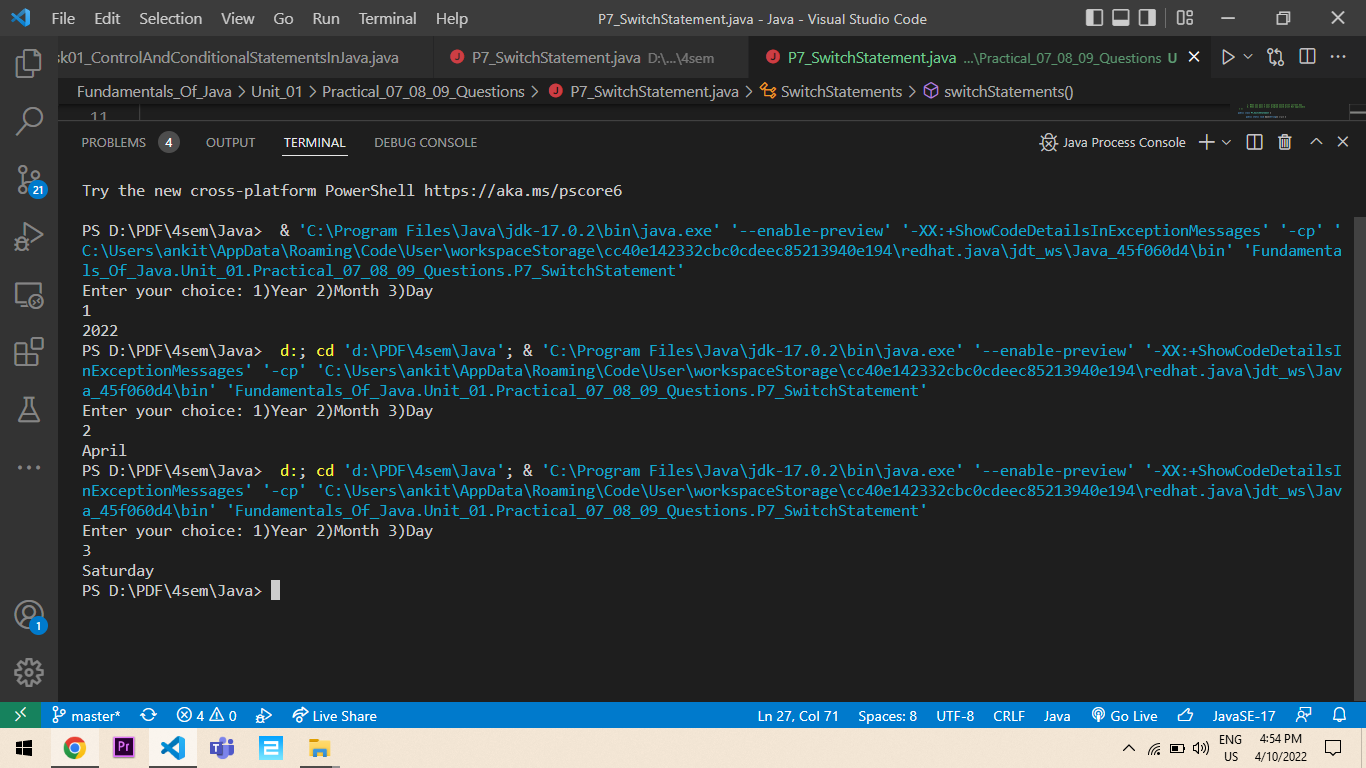 File Edit Selection View Go Run Terminal Help P7_SwitchStatement.java - Java - Visual Studio Code
sk01_ControlAndConditionalStatementsInJava.java P7_SwitchStatement.java D:\...\4sem P7_SwitchStatement.java ...\Practical_07_08_09_Questions U
Fundamentals_Of_Java > Unit_01 > Practical_07_08_09_Questions > P7_SwitchStatement.java > SwitchStatements > switchStatements()
11
PROBLEMS 4 OUTPUT TERMINAL DEBUG CONSOLE Java Process Console
Try the new cross-platform PowerShell https://aka.ms/pscore6
PS D:\PDF\4sem\Java>  & 'C:\Program Files\Java\jdk-17.0.2\bin\java.exe' '--enable-preview' '-XX:+ShowCodeDetailsInExceptionMessages' '-cp' '
C:\Users\ankit\AppData\Roaming\Code\User\workspaceStorage\cc40e142332cbc0cdeec85213940e194\redhat.java\jdt_ws\Java_45f060d4\bin' 'Fundamenta
ls_Of_Java.Unit_01.Practical_07_08_09_Questions.P7_SwitchStatement'
Enter your choice: 1)Year 2)Month 3)Day
1
2022
PS D:\PDF\4sem\Java>  d:; cd 'd:\PDF\4sem\Java'; & 'C:\Program Files\Java\jdk-17.0.2\bin\java.exe' '--enable-preview' '-XX:+ShowCodeDetailsI
nExceptionMessages' '-cp' 'C:\Users\ankit\AppData\Roaming\Code\User\workspaceStorage\cc40e142332cbc0cdeec85213940e194\redhat.java\jdt_ws\Jav
a_45f060d4\bin' 'Fundamentals_Of_Java.Unit_01.Practical_07_08_09_Questions.P7_SwitchStatement'
Enter your choice: 1)Year 2)Month 3)Day
2
April
PS D:\PDF\4sem\Java>  d:; cd 'd:\PDF\4sem\Java'; & 'C:\Program Files\Java\jdk-17.0.2\bin\java.exe' '--enable-preview' '-XX:+ShowCodeDetailsI
nExceptionMessages' '-cp' 'C:\Users\ankit\AppData\Roaming\Code\User\workspaceStorage\cc40e142332cbc0cdeec85213940e194\redhat.java\jdt_ws\Jav
a_45f060d4\bin' 'Fundamentals_Of_Java.Unit_01.Practical_07_08_09_Questions.P7_SwitchStatement'
Enter your choice: 1)Year 2)Month 3)Day
3
Saturday
PS D:\PDF\4sem\Java>
21
1
master* 4 0 Live Share Ln 27, Col 71 Spaces: 8 UTF-8 CRLF Java Go Live JavaSE-17
Pr ENG 4:54 PM
US 4/10/2022